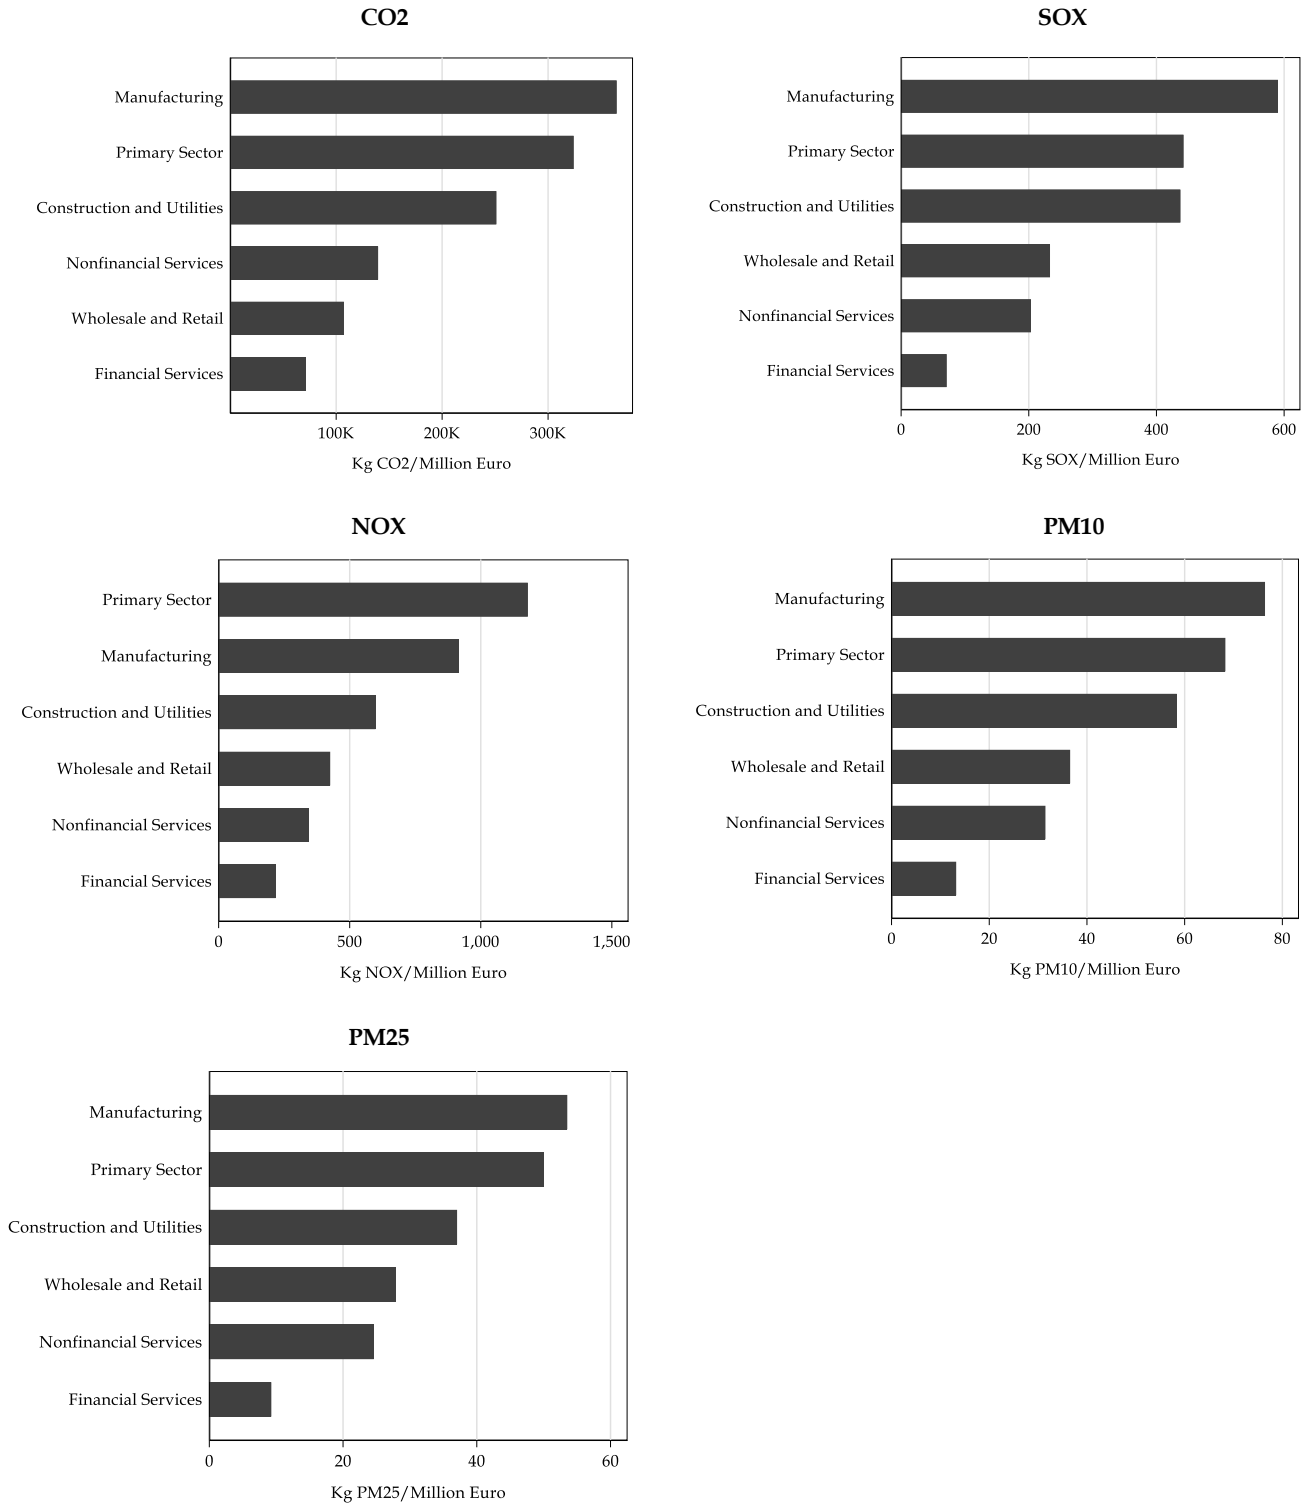 CO2
Manufacturing
Primary Sector
Construction and Utilities
Nonfinancial Services
Wholesale and Retail
Financial Services
100K 200K 300K
Kg CO2/Million Euro
SOX
Manufacturing
Primary Sector
Construction and Utilities
Wholesale and Retail
Nonfinancial Services
Financial Services
0 200 400 600
Kg SOX/Million Euro
NOX
Primary Sector
Manufacturing
Construction and Utilities
Wholesale and Retail
Nonfinancial Services
Financial Services
0 500 1,000 1,500
Kg NOX/Million Euro
PM10
Manufacturing
Primary Sector
Construction and Utilities
Wholesale and Retail
Nonfinancial Services
Financial Services
0 20 40 60 80
Kg PM10/Million Euro
PM25
Manufacturing
Primary Sector
Construction and Utilities
Wholesale and Retail
Nonfinancial Services
Financial Services
0 20 40 60
Kg PM25/Million Euro